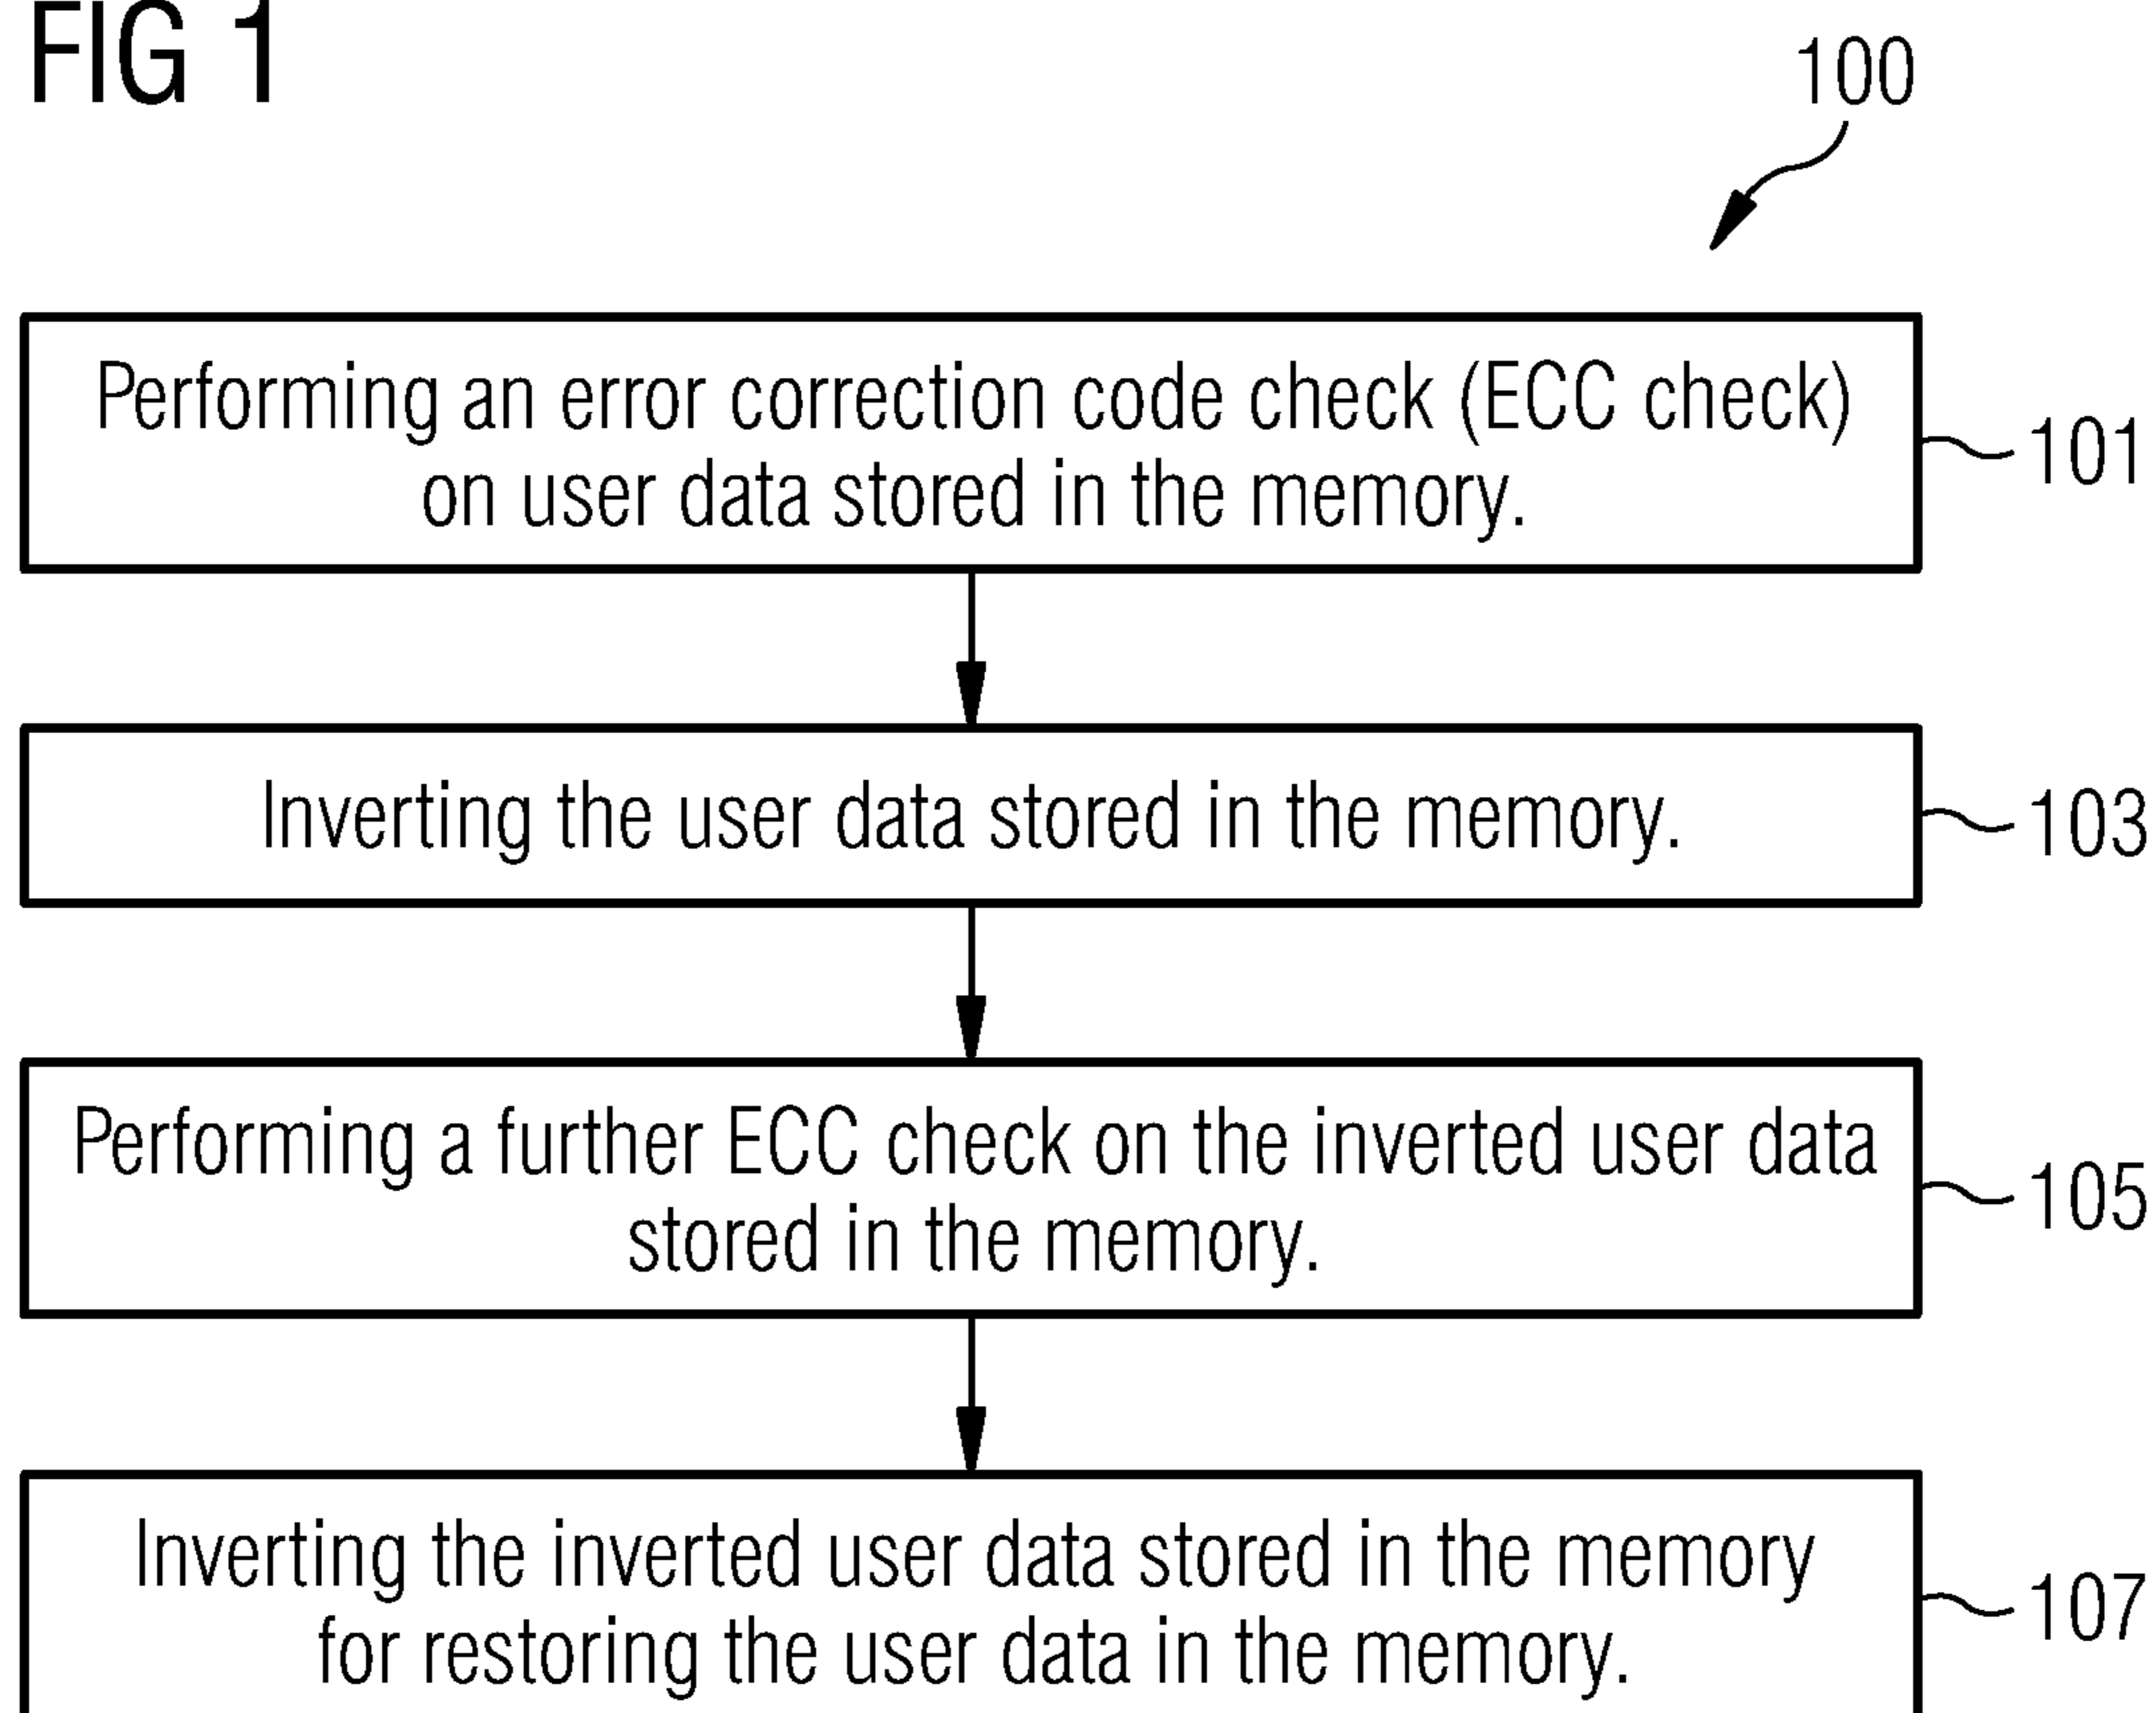 FIG 1
100
Performing an error correction code check (ECC check)
on user data stored in the memory.
101
Inverting the user data stored in the memory.
103
Performing a further ECC check on the inverted user data
stored in the memory.
105
Inverting the inverted user data stored in the memory
for restoring the user data in the memory.
107